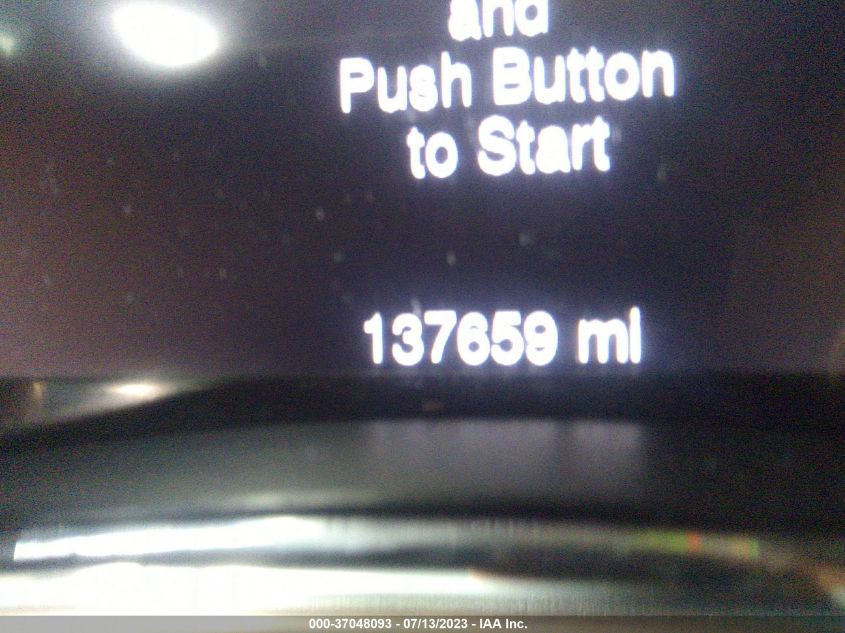 and
Push Button
to Start
137659 mi
000-37048093 - 07/13/2023 - IAA Inc.